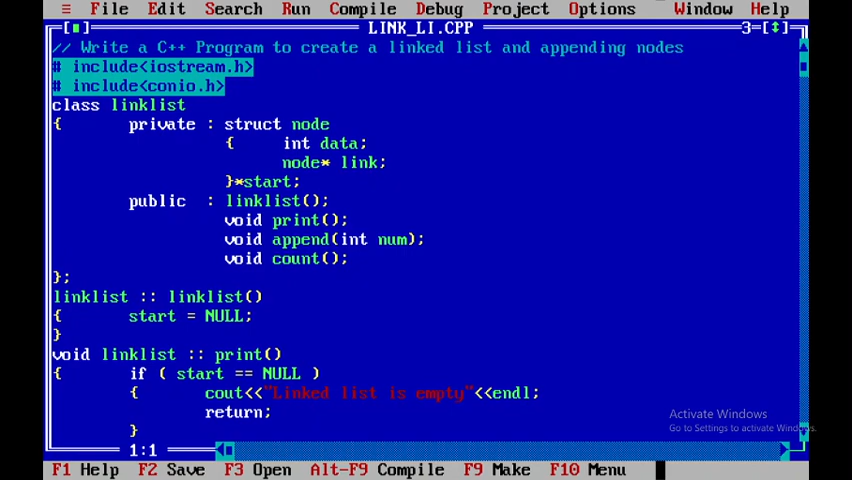 ≡ File Edit Search Run Compile Debug Project Options Window Help
[■] LINK_LI.CPP 3=[↕]
// Write a C++ Program to create a linked list and appending nodes
# include<iostream.h>
# include<conio.h>
class linklist
{ private : struct node
{ int data;
node* link;
}*start;
public : linklist();
void print();
void append(int num);
void count();
};
linklist :: linklist()
{ start = NULL;
}
void linklist :: print()
{ if ( start == NULL )
{ cout<<"Linked list is empty"<<endl;
return;
}
Activate Windows
Go to Settings to activate Windows.
1:1
F1 Help F2 Save F3 Open Alt-F9 Compile F9 Make F10 Menu